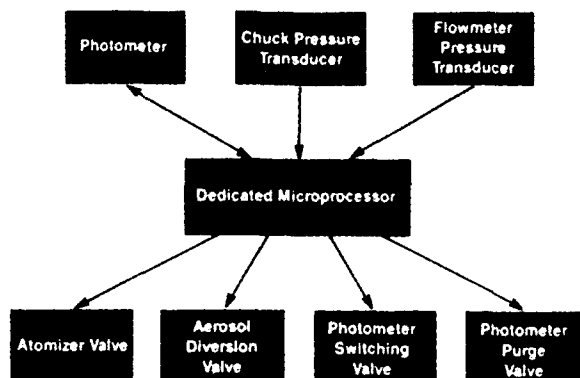 Photometer
Chuck Pressure
Transducer
Flowmeter
Pressure
Transducer
Dedicated Microprocessor
Atomizer Valve
Aerosol
Diversion
Valve
Photometer
Switching
Valve
Photometer
Purge
Valve